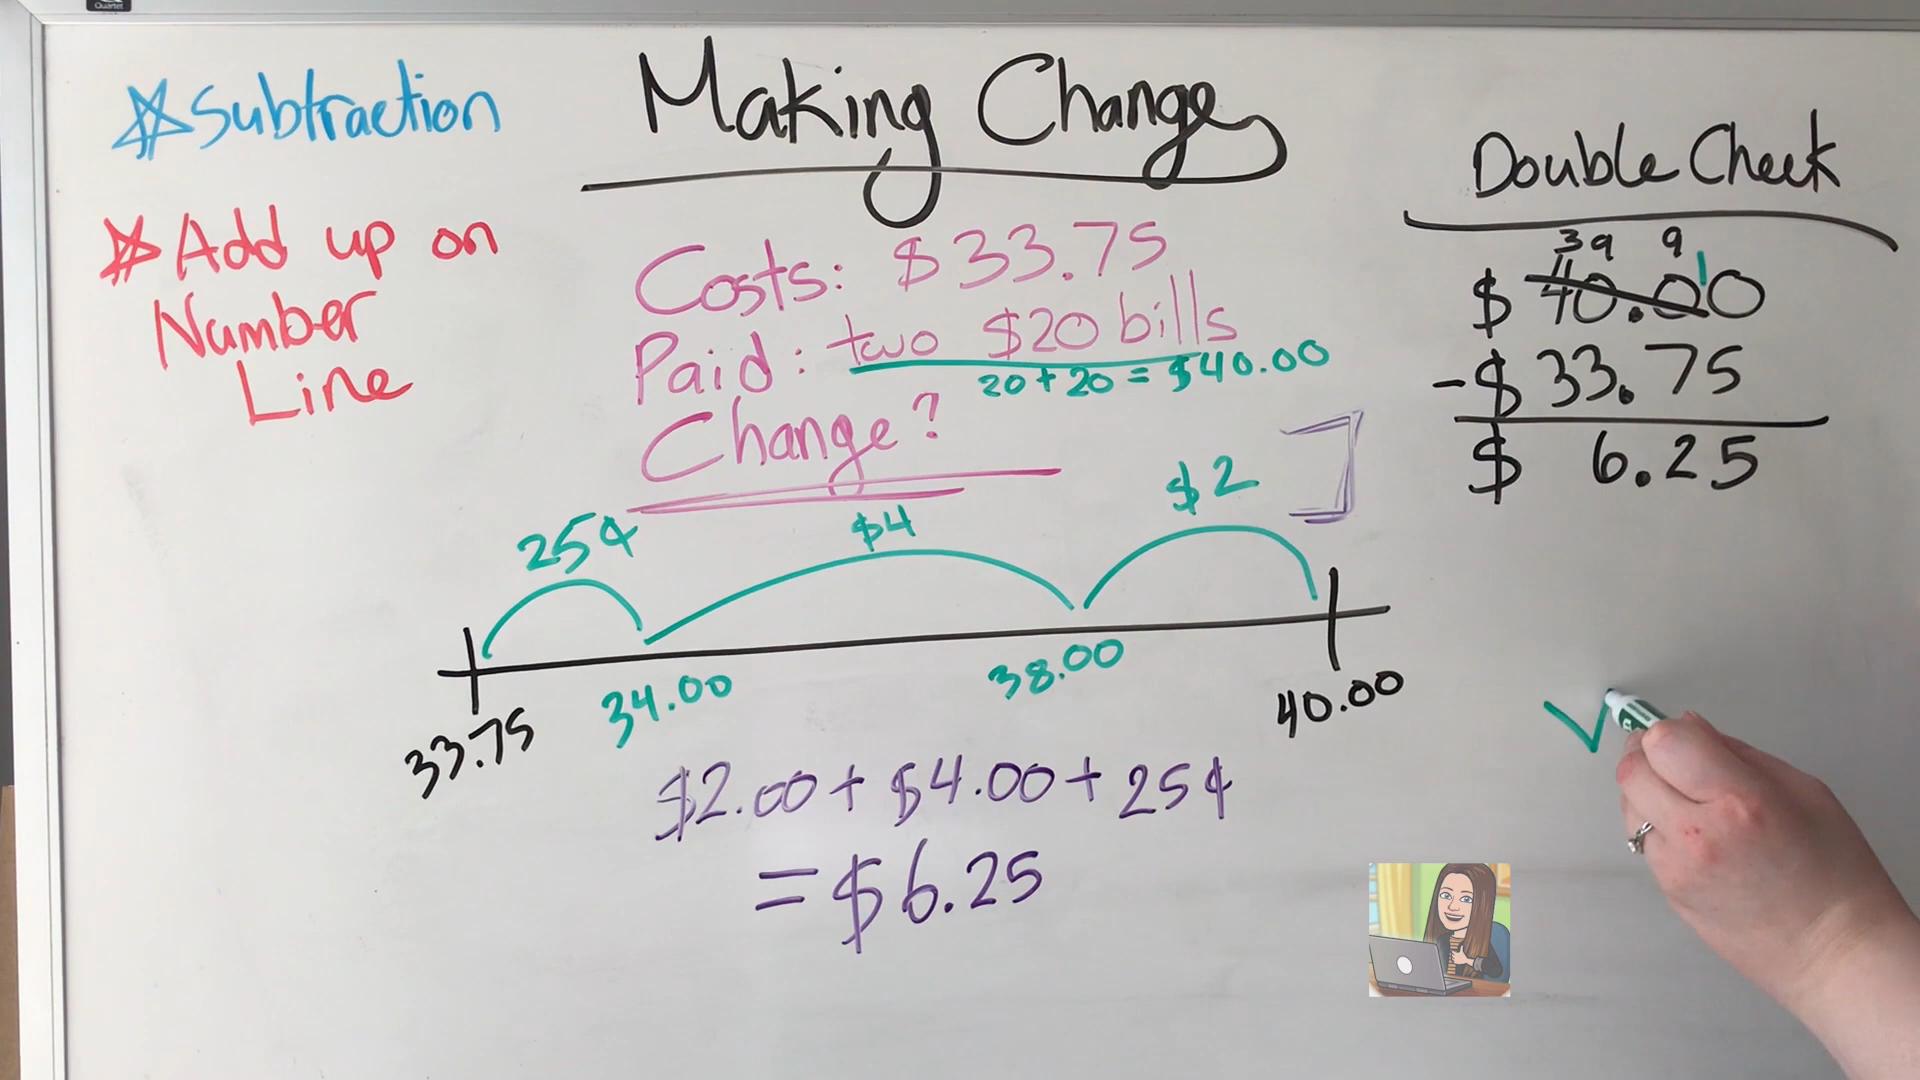 Quartet
Making Change
*Subtraction
*Add up on
Number
Line
Costs: $33.75
Paid: two $20 bills
20 + 20 = $40.00
Change?
25¢
$4
$2
33.75
34.00
38.00
40.00
$2.00 + $4.00 + 25¢
= $6.25
Double Check
39 9
$ 40.010
-$ 33.75
$ 6.25